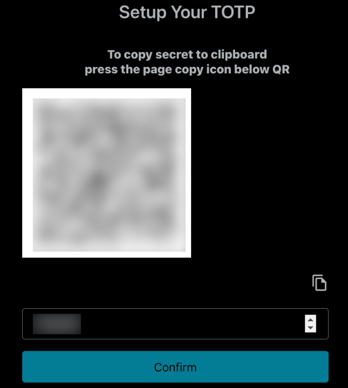 Setup Your TOTP
To copy secret to clipboard
press the page copy icon below QR
Confirm